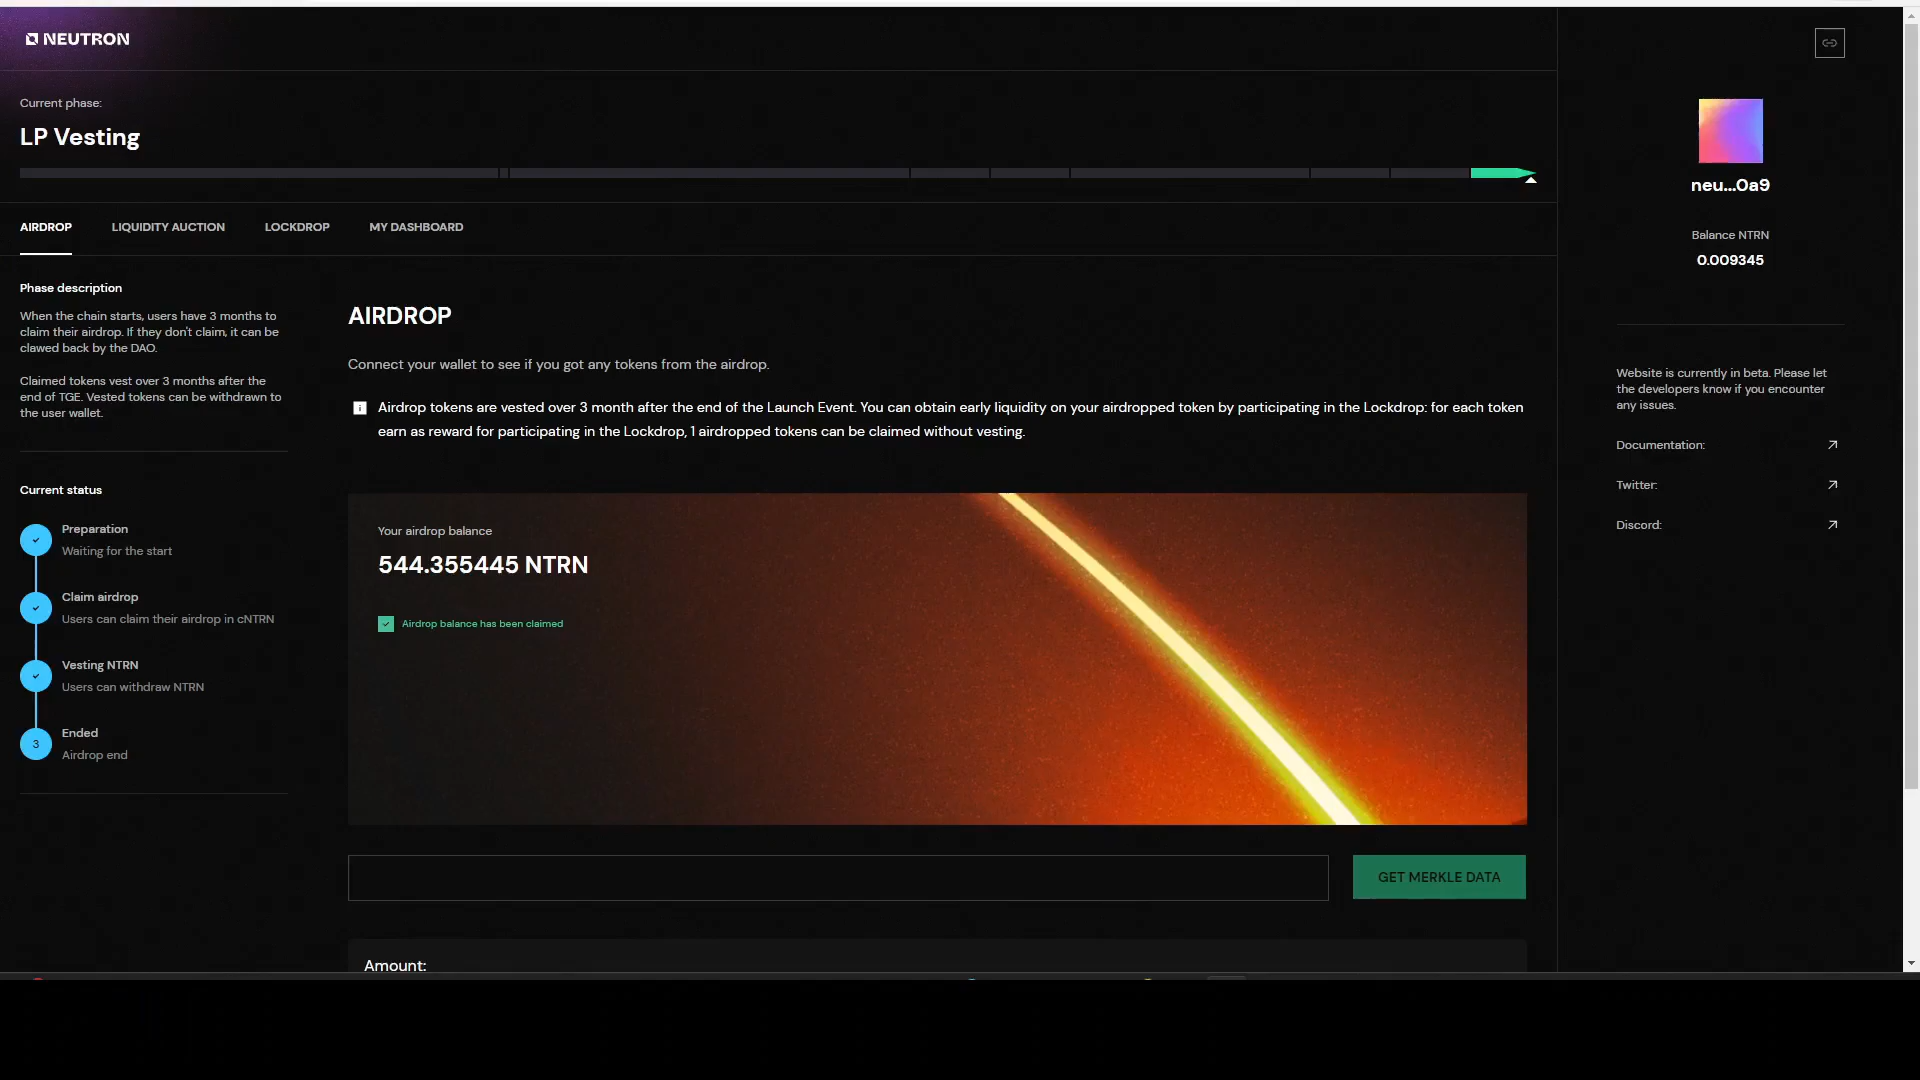 NEUTRON
Current phase:
LP Vesting
AIRDROP
LIQUIDITY AUCTION
LOCKDROP
MY DASHBOARD
Phase description
When the chain starts, users have 3 months to
claim their airdrop. If they don't claim, it can be
clawed back by the DAO.
Claimed tokens vest over 3 months after the
end of TGE. Vested tokens can be withdrawn to
the user wallet.
Current status
Preparation
Waiting for the start
Claim airdrop
Users can claim their airdrop in cNTRN
Vesting NTRN
Users can withdraw NTRN
3
Ended
Airdrop end
AIRDROP
Connect your wallet to see if you got any tokens from the airdrop.
i
Airdrop tokens are vested over 3 month after the end of the Launch Event. You can obtain early liquidity on your airdropped token by participating in the Lockdrop: for each token
earn as reward for participating in the Lockdrop, 1 airdropped tokens can be claimed without vesting.
Your airdrop balance
544.355445 NTRN
Airdrop balance has been claimed
GET MERKLE DATA
Amount:
neu...0a9
Balance NTRN
0.009345
Website is currently in beta. Please let
the developers know if you encounter
any issues.
Documentation:
Twitter:
Discord: